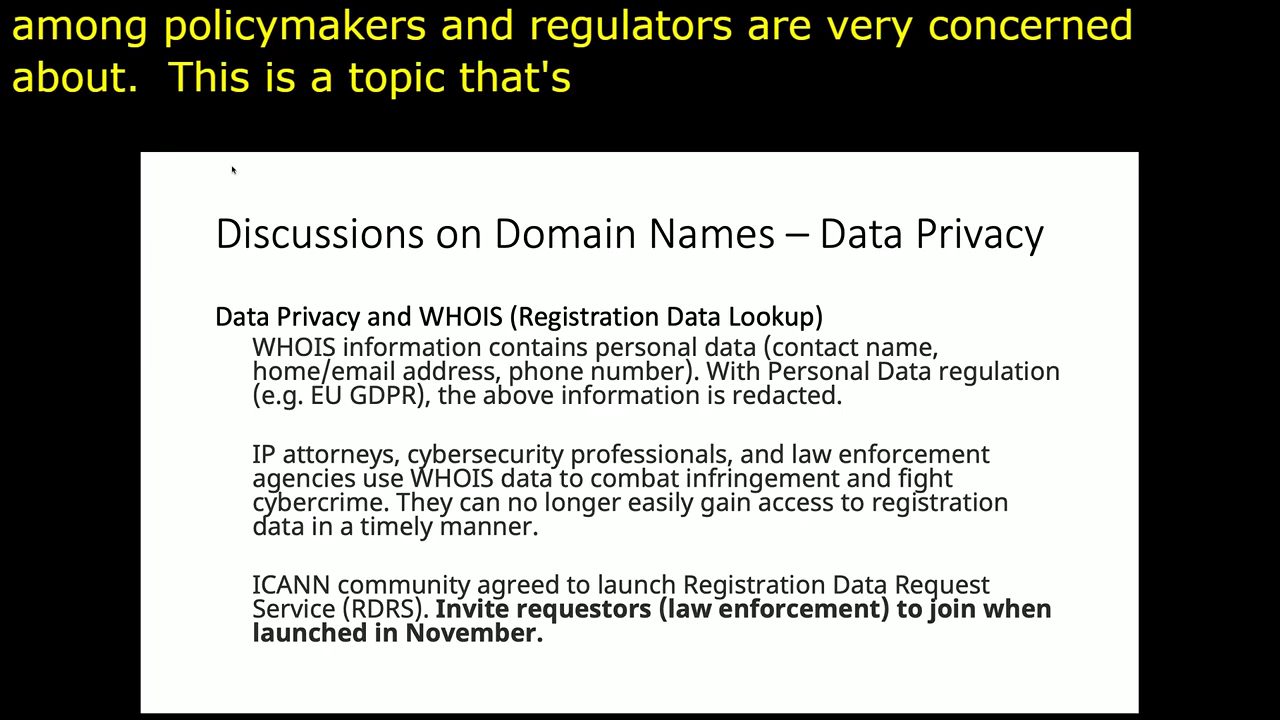 among policymakers and regulators are very concerned
about.  This is a topic that's
Discussions on Domain Names – Data Privacy
Data Privacy and WHOIS (Registration Data Lookup)
WHOIS information contains personal data (contact name,
home/email address, phone number). With Personal Data regulation
(e.g. EU GDPR), the above information is redacted.
IP attorneys, cybersecurity professionals, and law enforcement
agencies use WHOIS data to combat infringement and fight
cybercrime. They can no longer easily gain access to registration
data in a timely manner.
ICANN community agreed to launch Registration Data Request
Service (RDRS). Invite requestors (law enforcement) to join when
launched in November.